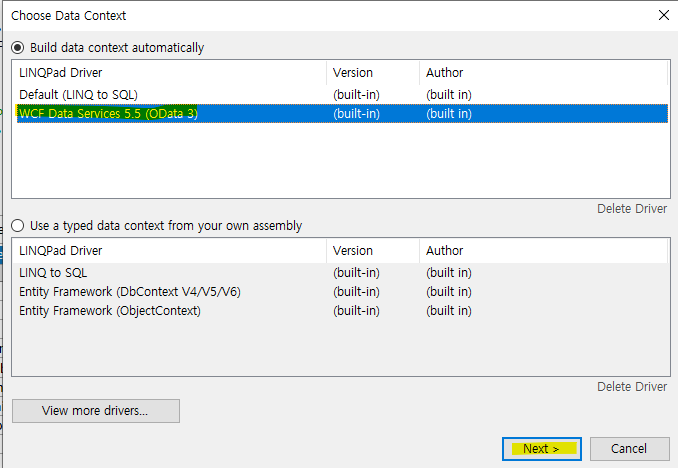 Choose Data Context
Build data context automatically
LINQPad Driver Version Author
Default (LINQ to SQL) (built-in) (built in)
WCF Data Services 5.5 (OData 3) (built-in) (built in)
Delete Driver
Use a typed data context from your own assembly
LINQPad Driver Version Author
LINQ to SQL (built-in) (built in)
Entity Framework (DbContext V4/V5/V6) (built-in) (built in)
Entity Framework (ObjectContext) (built-in) (built in)
Delete Driver
View more drivers...
Next > Cancel